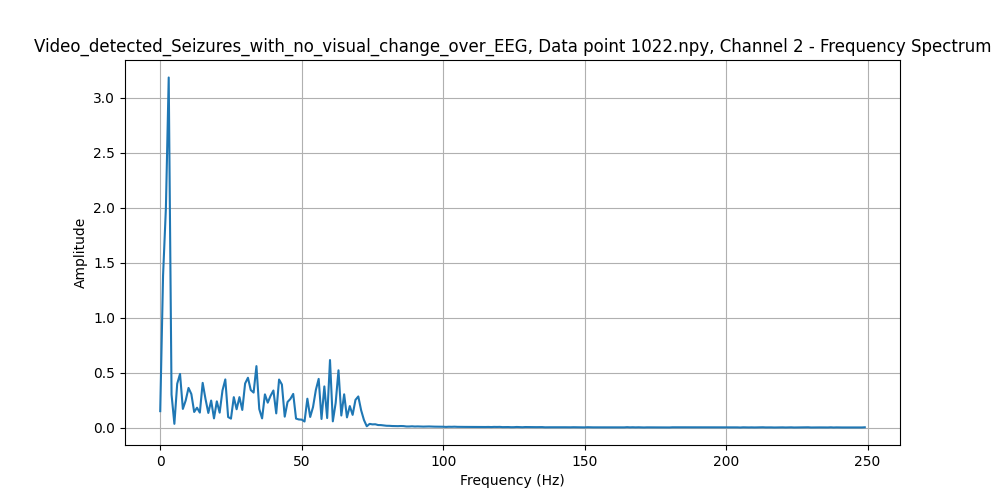 Video_detected_Seizures_with_no_visual_change_over_EEG, Data point 1022.npy, Channel 2 - Frequency Spectrum
3.0
2.5
2.0
1.5
1.0
0.5
0.0
Amplitude
0 50 100 150 200 250
Frequency (Hz)